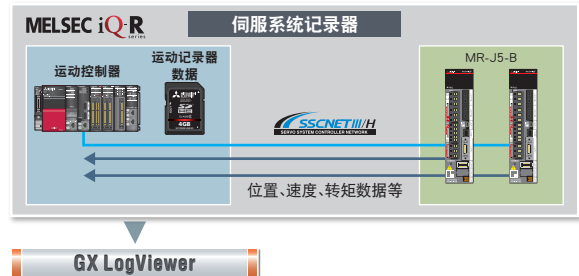 MELSEC iQ-R series
伺服系统记录器
运动控制器
运动记录器
数据
MR-J5-B
4GB
SSCNETIII/H
SERVO SYSTEM CONTROLLER NETWORK
位置、速度、转矩数据等
GX LogViewer